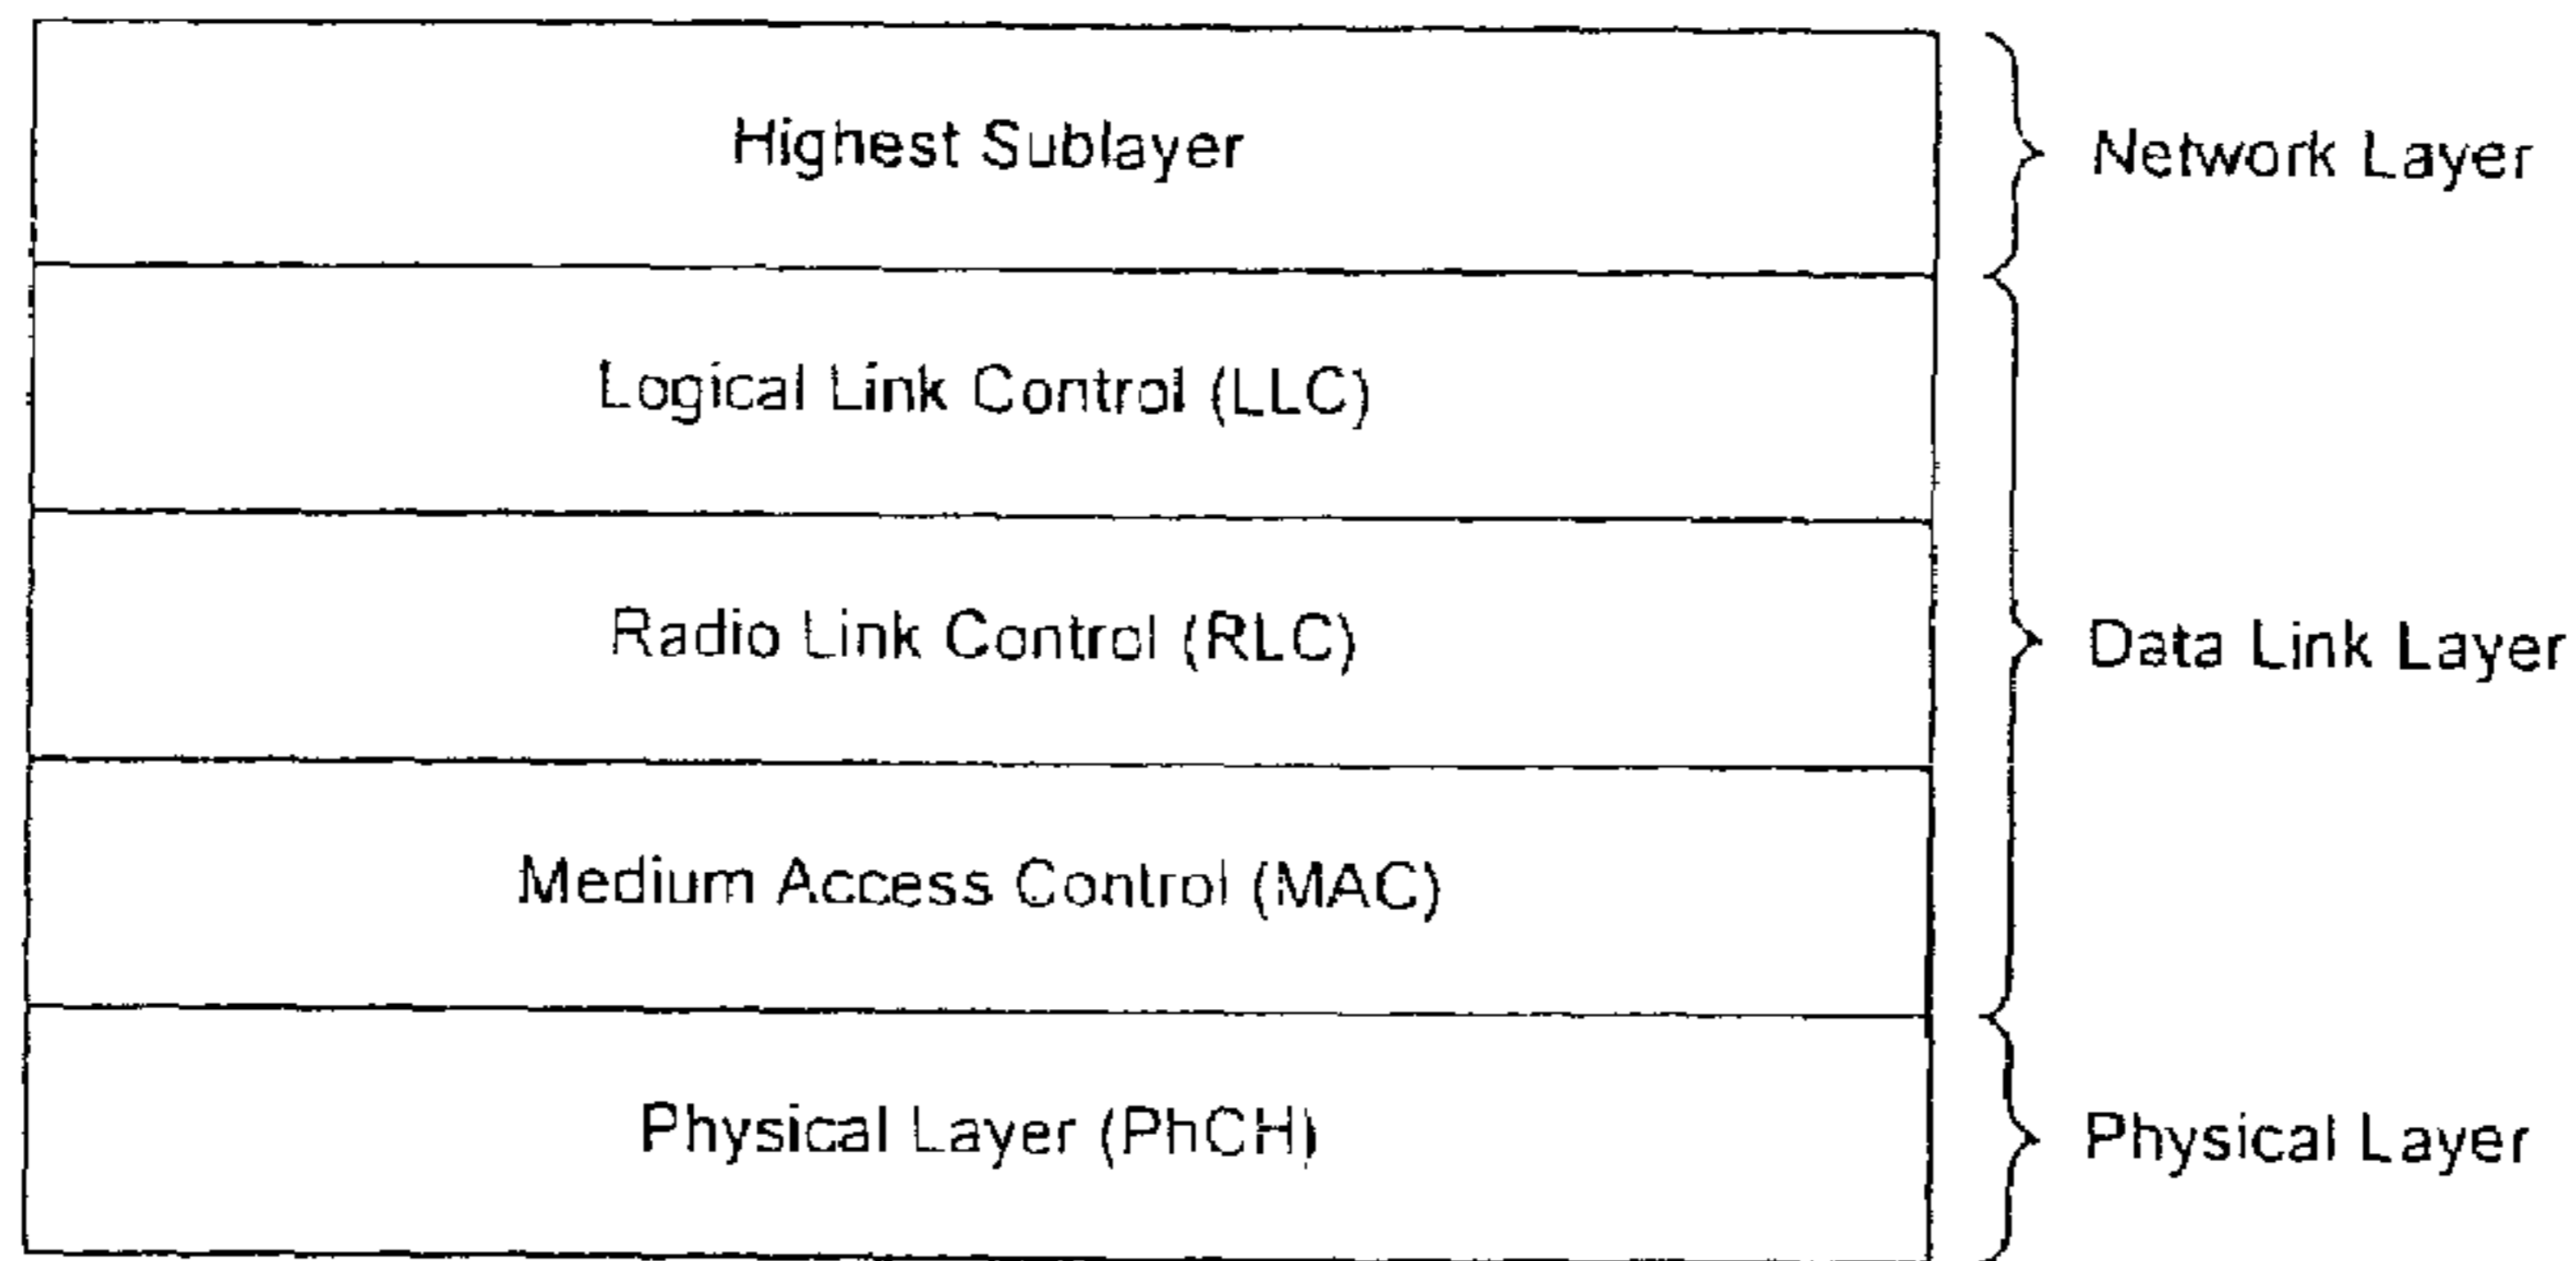 Highest Sublayer
Network Layer
Logical Link Control (LLC)
Radio Link Control (RLC)
Data Link Layer
Medium Access Control (MAC)
Physical Layer (PhCH)
Physical Layer